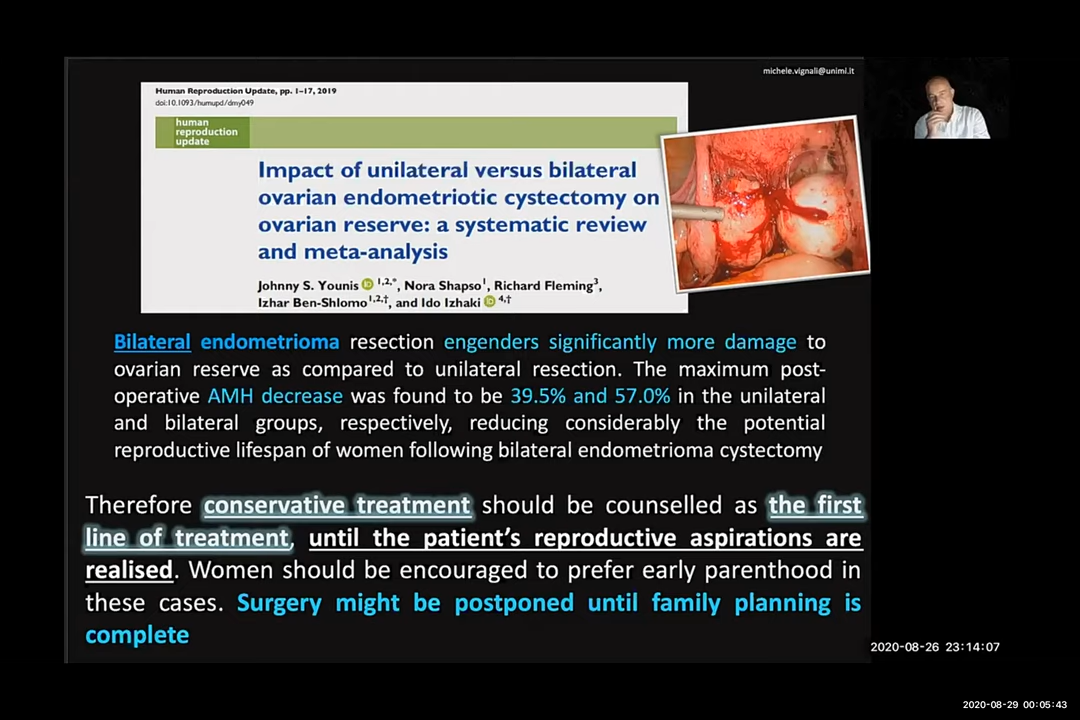 michele.vignali@unimi.it
Human Reproduction Update, pp. 1–17, 2019
doi:10.1093/humupd/dmy049
human
reproduction
update
Impact of unilateral versus bilateral
ovarian endometriotic cystectomy on
ovarian reserve: a systematic review
and meta-analysis
Johnny S. Younis 1,2,*, Nora Shapso1, Richard Fleming3,
Izhar Ben-Shlomo1,2,†, and Ido Izhaki 4,†
Bilateral endometrioma resection engenders significantly more damage to
ovarian reserve as compared to unilateral resection. The maximum post-
operative AMH decrease was found to be 39.5% and 57.0% in the unilateral
and bilateral groups, respectively, reducing considerably the potential
reproductive lifespan of women following bilateral endometrioma cystectomy
Therefore conservative treatment should be counselled as the first
line of treatment, until the patient’s reproductive aspirations are
realised. Women should be encouraged to prefer early parenthood in
these cases. Surgery might be postponed until family planning is
complete
2020-08-26 23:14:07
2020-08-29 00:05:43